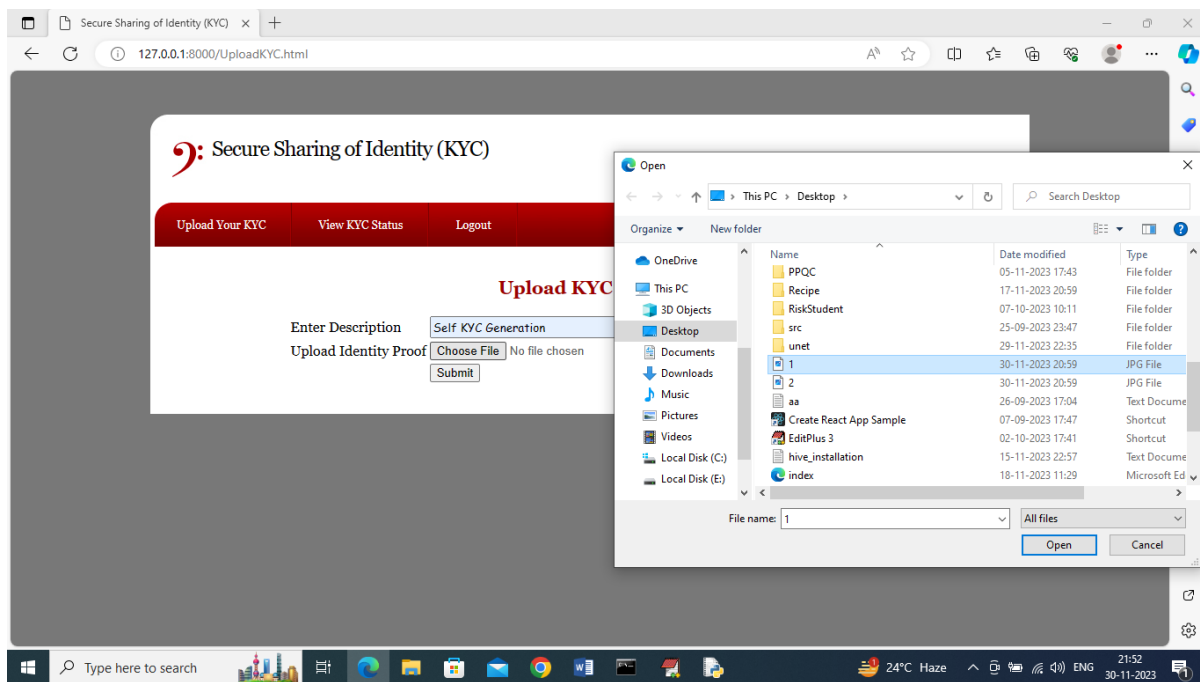 Secure Sharing of Identity (KYC)
127.0.0.1:8000/UploadKYC.html
Secure Sharing of Identity (KYC)
Upload Your KYC View KYC Status Logout
Upload KYC
Enter Description Self KYC Generation
Upload Identity Proof Choose File No file chosen
Submit
Open
This PC > Desktop >
Search Desktop
Organize New folder
OneDrive
This PC
3D Objects
Desktop
Documents
Downloads
Music
Pictures
Videos
Local Disk (C:)
Local Disk (E:)
Name Date modified Type
PPQC 05-11-2023 17:43 File folder
Recipe 17-11-2023 20:59 File folder
RiskStudent 07-10-2023 10:11 File folder
src 25-09-2023 23:47 File folder
unet 29-11-2023 22:35 File folder
1 30-11-2023 20:59 JPG File
2 30-11-2023 20:59 JPG File
aa 26-09-2023 17:04 Text Docume
Create React App Sample 07-09-2023 17:47 Shortcut
EditPlus 3 02-10-2023 17:41 Shortcut
hive_installation 15-11-2023 22:57 Text Docume
index 18-11-2023 11:29 Microsoft Ed
File name: 1 All files
Open Cancel
Type here to search
24°C Haze
ENG
21:52
30-11-2023